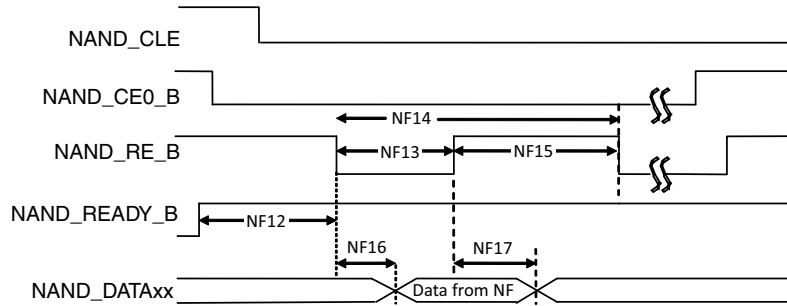 NAND_CLE
NAND_CE0_B
NF14
NAND_RE_B
NF13
NF15
NAND_READY_B
NF12
NF16
NF17
NAND_DATAxx
Data from NF